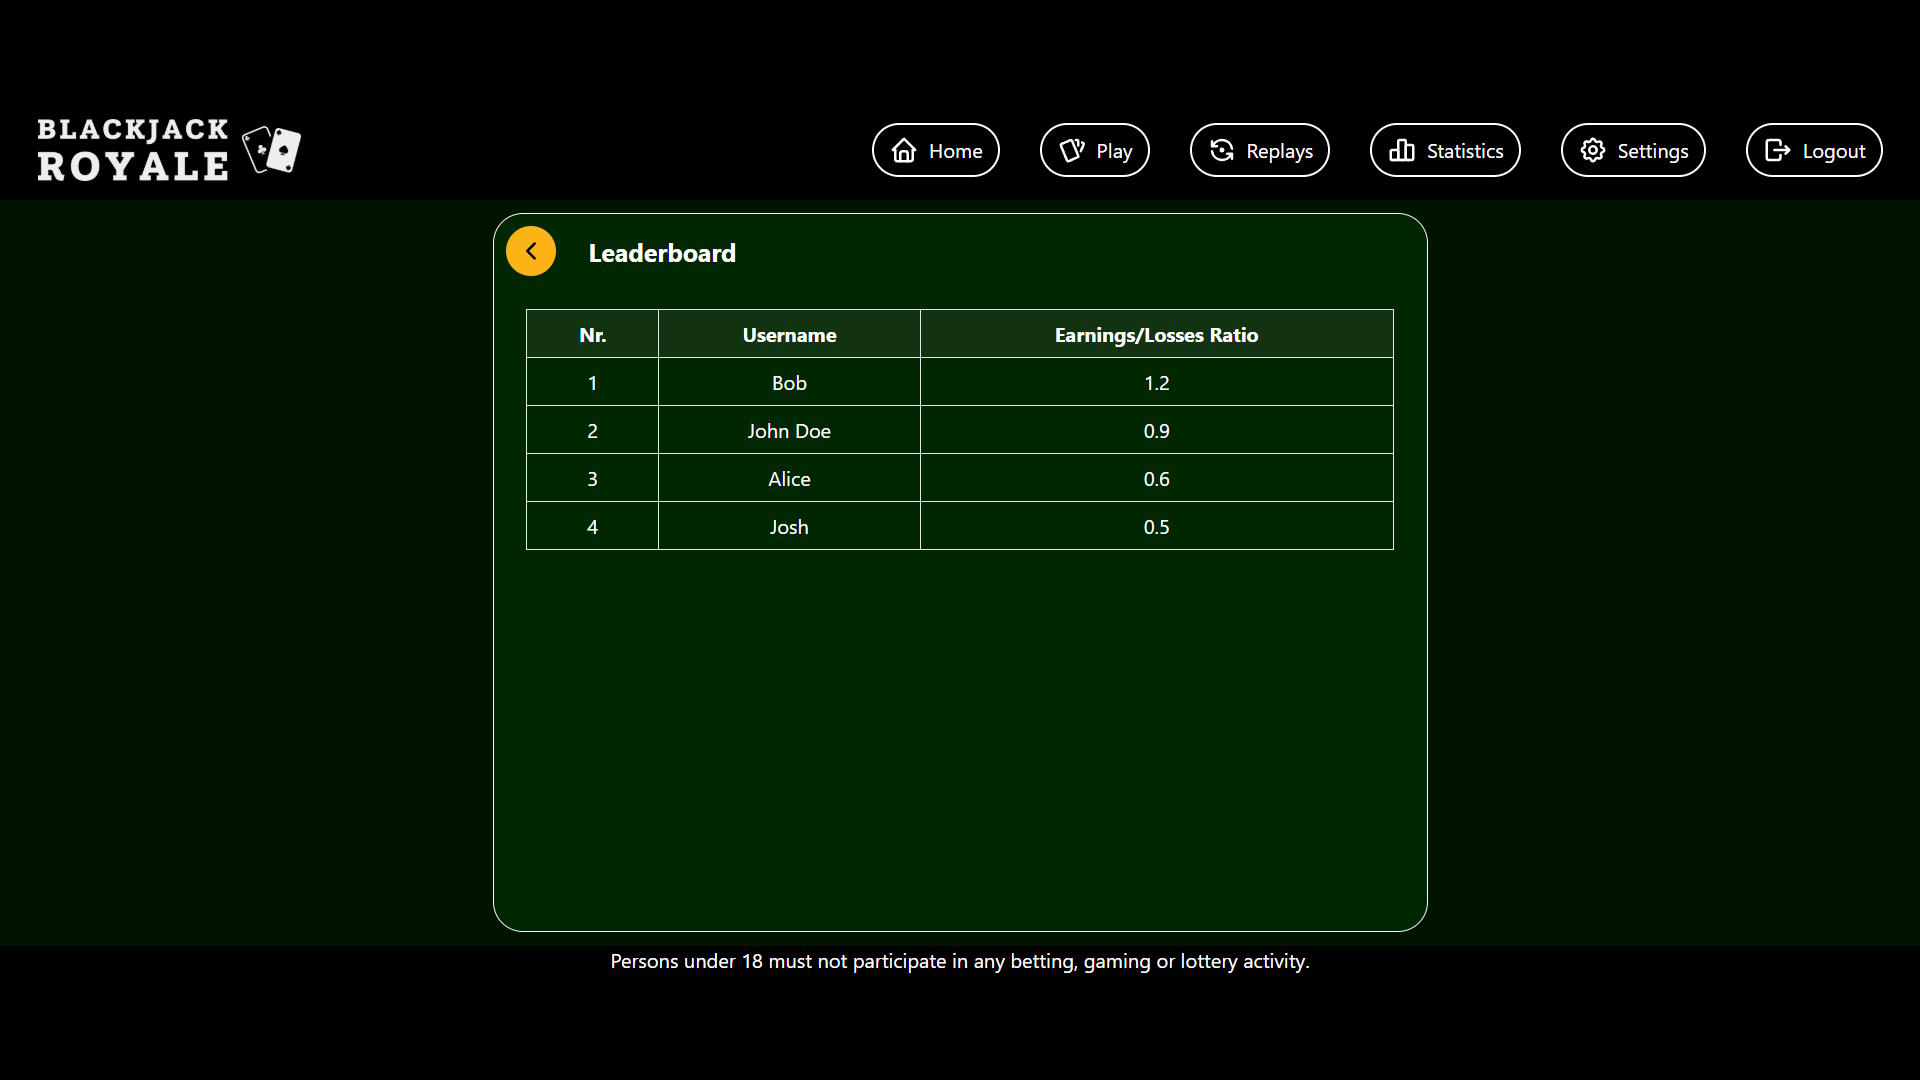 BLACKJACK
ROYALE
Home Play Replays Statistics Settings Logout
Leaderboard
Nr. Username Earnings/Losses Ratio
1 Bob 1.2
2 John Doe 0.9
3 Alice 0.6
4 Josh 0.5
Persons under 18 must not participate in any betting, gaming or lottery activity.